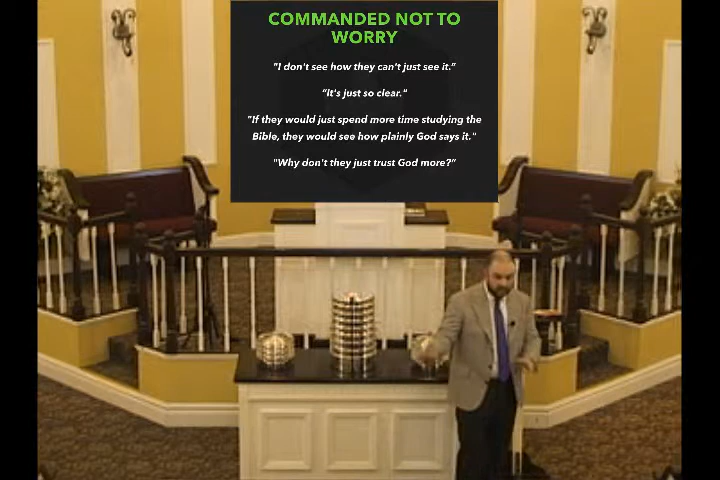 COMMANDED NOT TO
WORRY
"I don't see how they can't just see it."
"It's just so clear."
"If they would just spend more time studying the
Bible, they would see how plainly God says it."
"Why don't they just trust God more?"